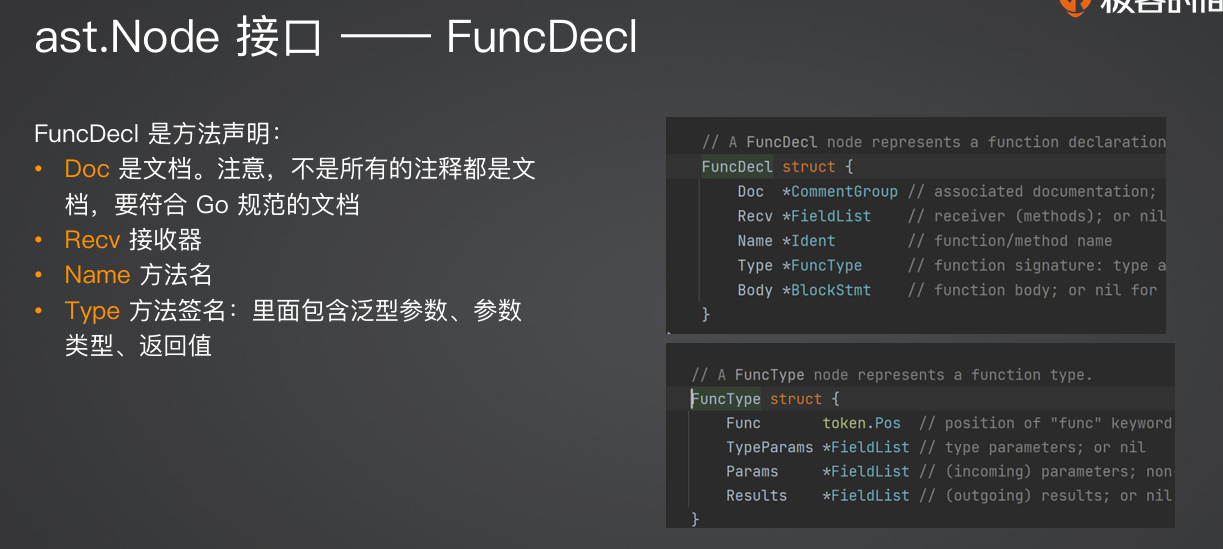 ast.Node 接口 —— FuncDecl
FuncDecl 是方法声明：
• Doc 是文档。注意，不是所有的注释都是文
档，要符合 Go 规范的文档
• Recv 接收器
• Name 方法名
• Type 方法签名：里面包含泛型参数、参数
类型、返回值
// A FuncDecl node represents a function declaration
FuncDecl struct {
Doc *CommentGroup // associated documentation;
Recv *FieldList // receiver (methods); or nil
Name *Ident // function/method name
Type *FuncType // function signature: type a
Body *BlockStmt // function body; or nil for
}
// A FuncType node represents a function type.
FuncType struct {
Func token.Pos // position of "func" keyword
TypeParams *FieldList // type parameters; or nil
Params *FieldList // (incoming) parameters; non-
Results *FieldList // (outgoing) results; or nil
}